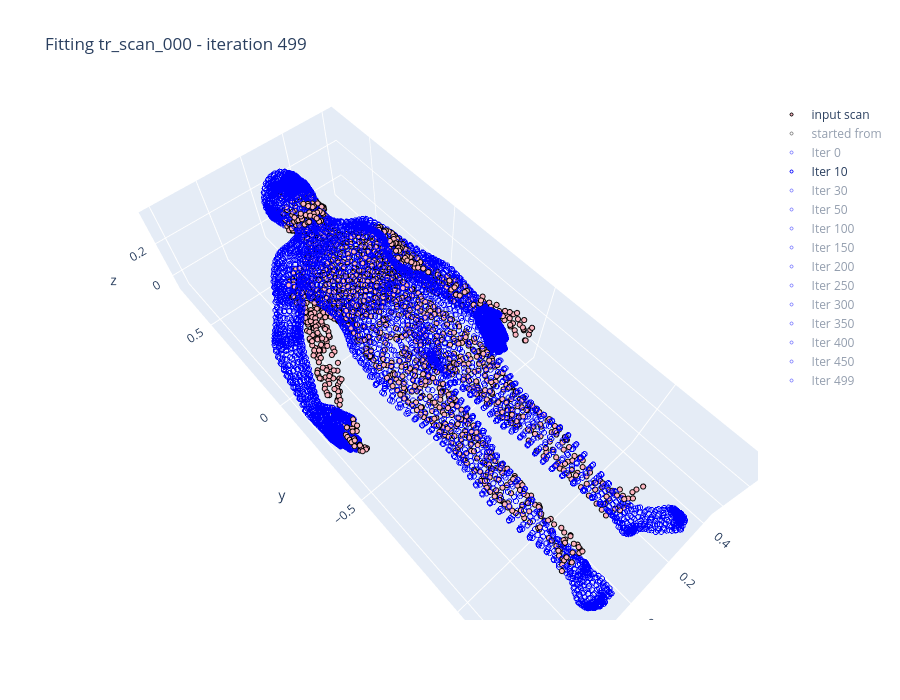 Fitting tr_scan_000 - iteration 499
input scan
started from
Iter 0
Iter 10
Iter 30
Iter 50
Iter 100
Iter 150
Iter 200
Iter 250
Iter 300
Iter 350
Iter 400
Iter 450
Iter 499
0.2
z
0
0.5
0
y
−0.5
0.4
0.2